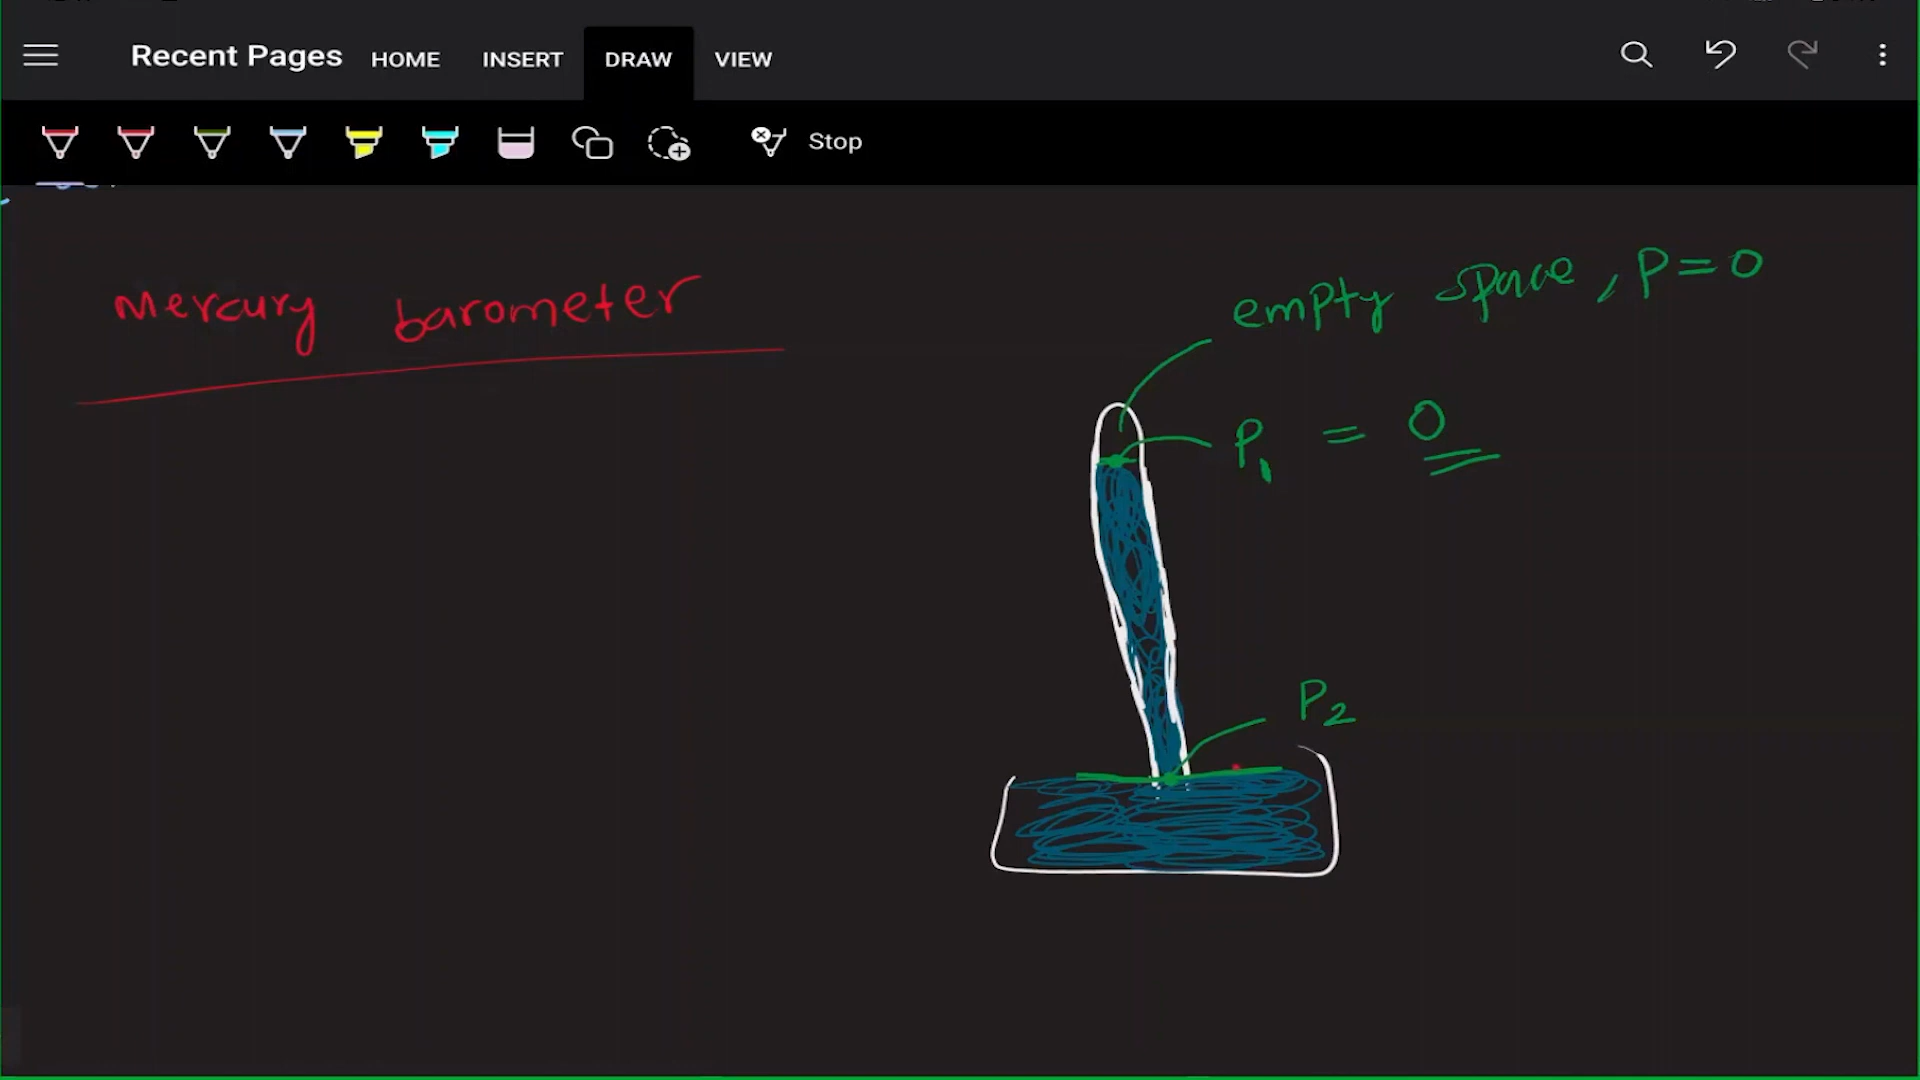 Recent Pages HOME INSERT DRAW VIEW
Stop
Mercury barometer
empty space, P=0
P1 = 0
P2